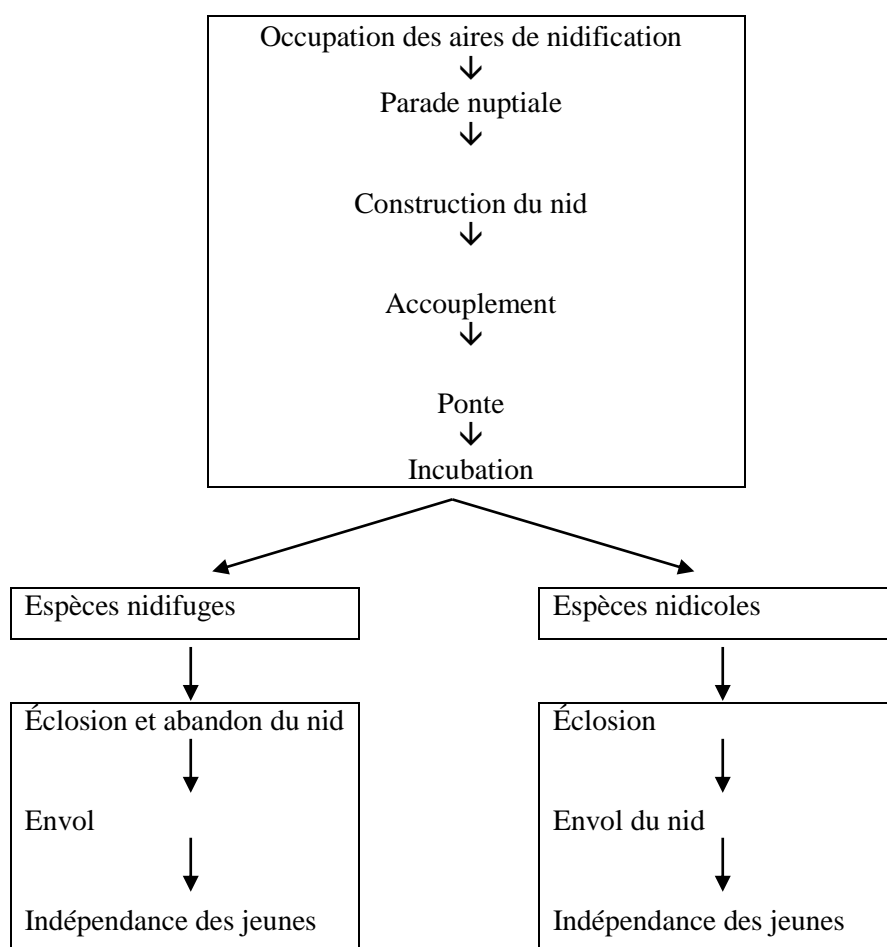 Occupation des aires de nidification
Parade nuptiale
Construction du nid
Accouplement
Ponte
Incubation
Espèces nidifuges
Espèces nidicoles
Éclosion et abandon du nid
Éclosion
Envol
Envol du nid
Indépendance des jeunes
Indépendance des jeunes